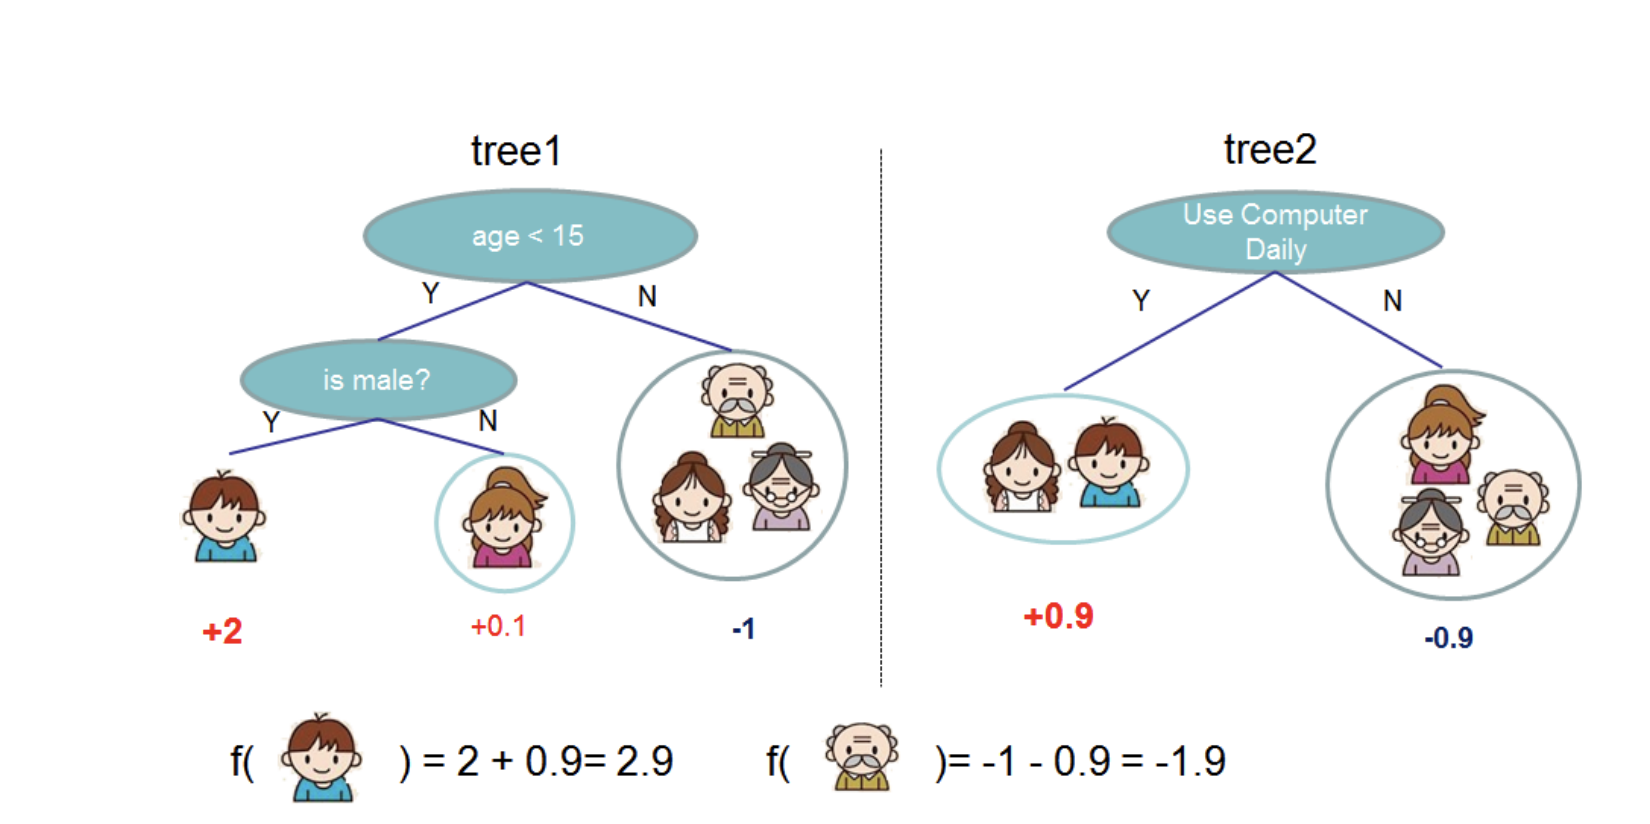 tree1
age < 15
Y
N
is male?
Y
N
+2
+0.1
-1
tree2
Use Computer
Daily
Y
N
+0.9
-0.9
f( ) = 2 + 0.9= 2.9
f( )= -1 - 0.9 = -1.9